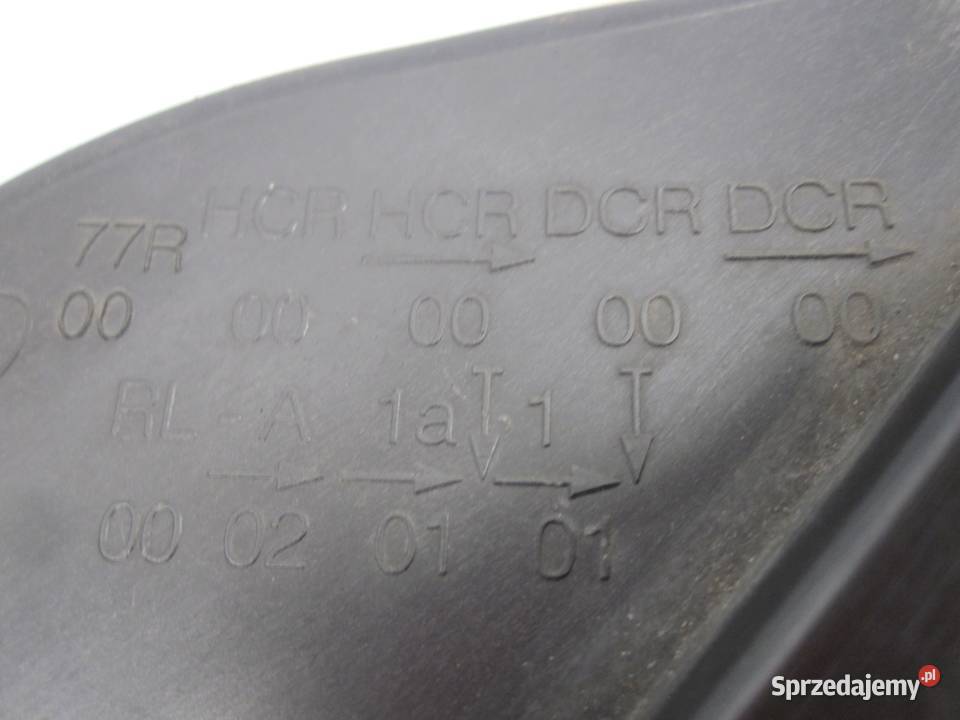 77R HCR HCR DCR DCR
00 00 00 00 00
RL-A 1a T 1 T
00 02 01 01
Sprzedajemy.pl